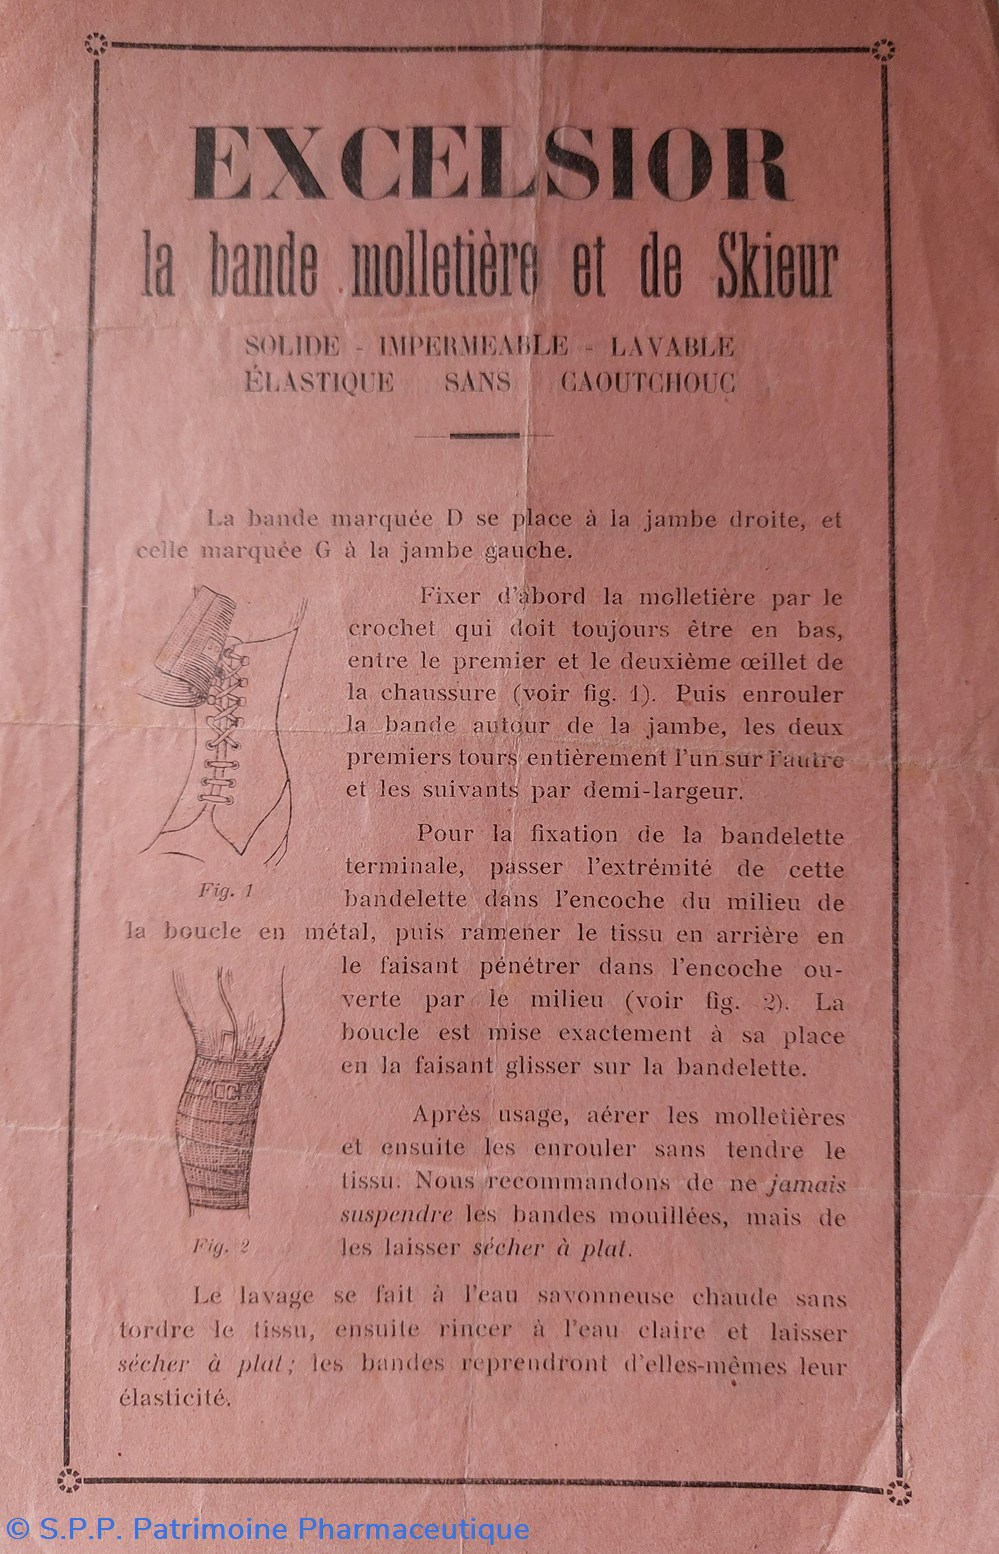 EXCELSIOR
la bande molletière et de Skieur
SOLIDE - IMPERMEABLE - LAVABLE
ÉLASTIQUE SANS CAOUTCHOUC
La bande marquée D se place à la jambe droite, et
celle marquée G à la jambe gauche.
Fixer d'abord la molletière par le
crochet qui doit toujours être en bas,
entre le premier et le deuxième œillet de
la chaussure (voir fig. 1). Puis enrouler
la bande autour de la jambe, les deux
premiers tours entièrement l'un sur l'autre
et les suivants par demi-largeur.
Pour la fixation de la bandelette
terminale, passer l'extrémité de cette
Fig. 1
bandelette dans l'encoche du milieu de
la boucle en métal, puis ramener le tissu en arrière en
le faisant pénétrer dans l'encoche ou-
verte par le milieu (voir fig. 2). La
boucle est mise exactement à sa place
en la faisant glisser sur la bandelette.
Après usage, aérer les molletières
et ensuite les enrouler sans tendre le
tissu. Nous recommandons de ne jamais
suspendre les bandes mouillées, mais de
les laisser sécher à plat.
Fig. 2
Le lavage se fait à l'eau savonneuse chaude sans
tordre le tissu, ensuite rincer à l'eau claire et laisser
sécher à plat; les bandes reprendront d'elles-mêmes leur
élasticité.
© S.P.P. Patrimoine Pharmaceutique